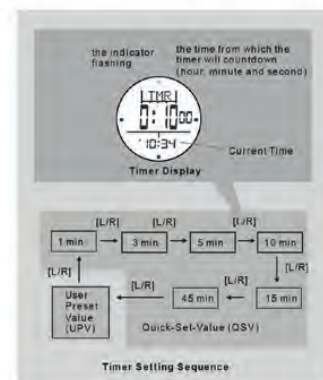 the indicator
flashing
the time from which the
timer will countdown
(hour, minute and second)
TMR
0:10 00
10:34
Current Time
Timer Display
[L/R] [L/R] [L/R]
1 min 3 min 5 min 10 min
[L/R] [L/R] [L/R] [L/R]
User
Preset
Value
(UPV)
45 min 15 min
Quick-Set-Value (QSV)
Timer Setting Sequence